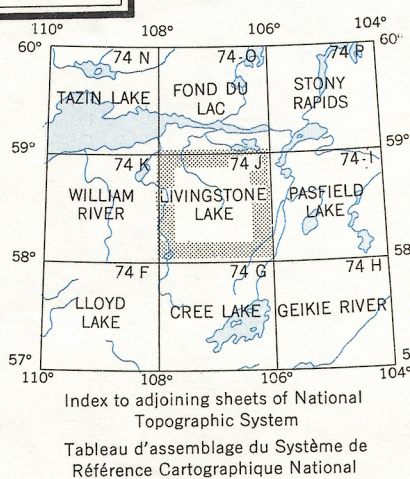 110° 108° 106° 104°
60° 60°
74 N 74 O 74 P
TAZIN LAKE FOND DU LAC STONY RAPIDS
59° 59°
74 K 74 J 74 I
WILLIAM RIVER LIVINGSTONE LAKE PASFIELD LAKE
58° 58
74 F 74 G 74 H
LLOYD LAKE CREE LAKE GEIKIE RIVER
57° 5
110° 108° 106° 104°
Index to adjoining sheets of National
Topographic System
Tableau d'assemblage du Système de
Référence Cartographique National